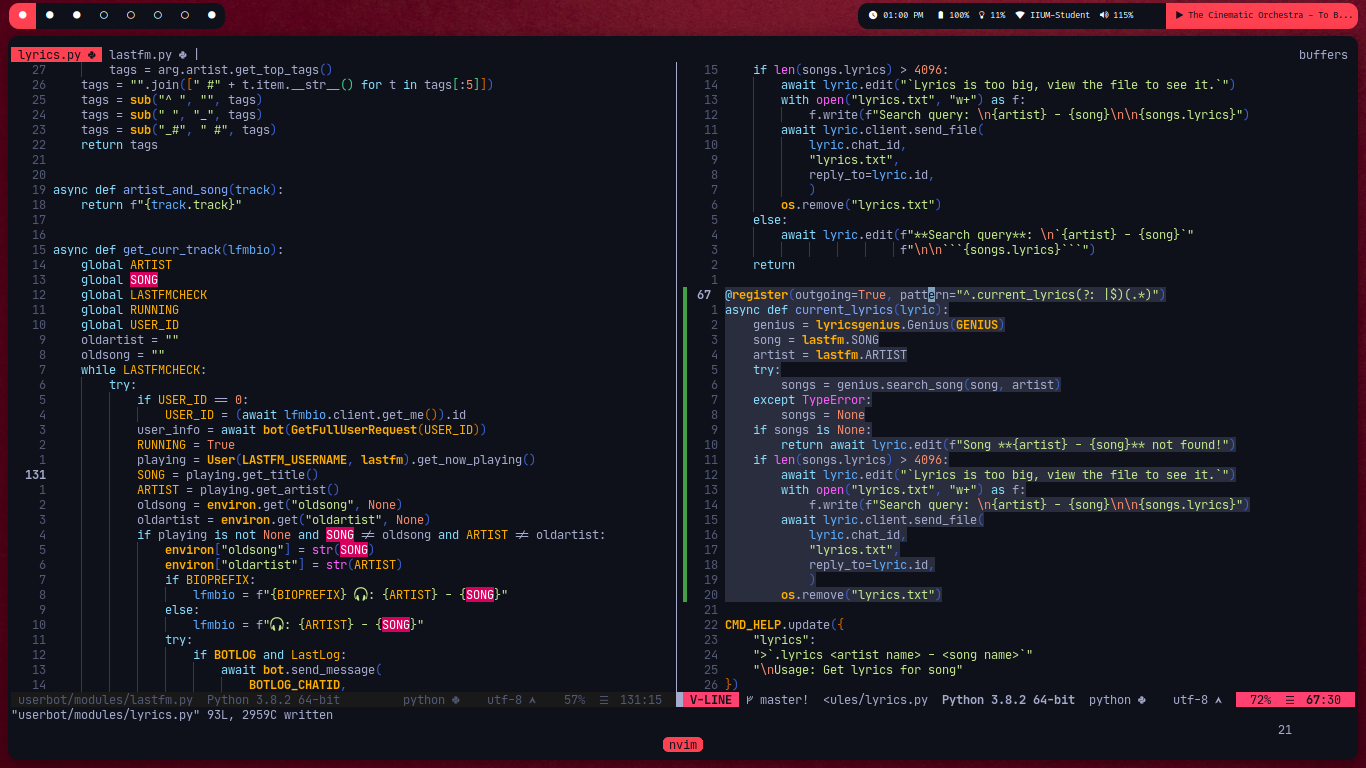 01:00 PM 100% 11% IIUM-Student 115% ▶ The Cinematic Orchestra - To B...
lyrics.py lastfm.py | buffers
27 tags = arg.artist.get_top_tags()
26 tags = "".join([" #" + t.item.__str__() for t in tags[:5]])
25 tags = sub("^ ", "", tags)
24 tags = sub(" ", "_", tags)
23 tags = sub("_#", " #", tags)
22 return tags
21
20
19 async def artist_and_song(track):
18 return f"{track.track}"
17
16
15 async def get_curr_track(lfmbio):
14 global ARTIST
13 global SONG
12 global LASTFMCHECK
11 global RUNNING
10 global USER_ID
9 oldartist = ""
8 oldsong = ""
7 while LASTFMCHECK:
6 try:
5 if USER_ID == 0:
4 USER_ID = (await lfmbio.client.get_me()).id
3 user_info = await bot(GetFullUserRequest(USER_ID))
2 RUNNING = True
1 playing = User(LASTFM_USERNAME, lastfm).get_now_playing()
131 SONG = playing.get_title()
1 ARTIST = playing.get_artist()
2 oldsong = environ.get("oldsong", None)
3 oldartist = environ.get("oldartist", None)
4 if playing is not None and SONG != oldsong and ARTIST != oldartist:
5 environ["oldsong"] = str(SONG)
6 environ["oldartist"] = str(ARTIST)
7 if BIOPREFIX:
8 lfmbio = f"{BIOPREFIX} 🎧: {ARTIST} - {SONG}"
9 else:
10 lfmbio = f"🎧: {ARTIST} - {SONG}"
11 try:
12 if BOTLOG and LastLog:
13 await bot.send_message(
14 BOTLOG_CHATID,
userbot/modules/lastfm.py Python 3.8.2 64-bit python utf-8 57% ☰ 131:15
15 if len(songs.lyrics) > 4096:
14 await lyric.edit("`Lyrics is too big, view the file to see it.`")
13 with open("lyrics.txt", "w+") as f:
12 f.write(f"Search query: \n{artist} - {song}\n\n{songs.lyrics}")
11 await lyric.client.send_file(
10 lyric.chat_id,
9 "lyrics.txt",
8 reply_to=lyric.id,
7 )
6 os.remove("lyrics.txt")
5 else:
4 await lyric.edit(f"**Search query**: \n`{artist} - {song}`"
3 f"\n\n```{songs.lyrics}```")
2 return
1
67 @register(outgoing=True, pattern="^.current_lyrics(?: |$)(.*)")
1 async def current_lyrics(lyric):
2 genius = lyricsgenius.Genius(GENIUS)
3 song = lastfm.SONG
4 artist = lastfm.ARTIST
5 try:
6 songs = genius.search_song(song, artist)
7 except TypeError:
8 songs = None
9 if songs is None:
10 return await lyric.edit(f"Song **{artist} - {song}** not found!")
11 if len(songs.lyrics) > 4096:
12 await lyric.edit("`Lyrics is too big, view the file to see it.`")
13 with open("lyrics.txt", "w+") as f:
14 f.write(f"Search query: \n{artist} - {song}\n\n{songs.lyrics}")
15 await lyric.client.send_file(
16 lyric.chat_id,
17 "lyrics.txt",
18 reply_to=lyric.id,
19 )
20 os.remove("lyrics.txt")
21
22 CMD_HELP.update({
23 "lyrics":
24 ">`.lyrics <artist name> - <song name>`"
25 "\nUsage: Get lyrics for song"
26 })
V-LINE master! <ules/lyrics.py Python 3.8.2 64-bit python utf-8 72% ☰ 67:30
"userbot/modules/lyrics.py" 93L, 2959C written
21
nvim